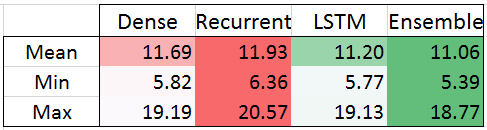 Dense Recurrent LSTM Ensemble
Mean 11.69 11.93 11.20 11.06
Min 5.82 6.36 5.77 5.39
Max 19.19 20.57 19.13 18.77